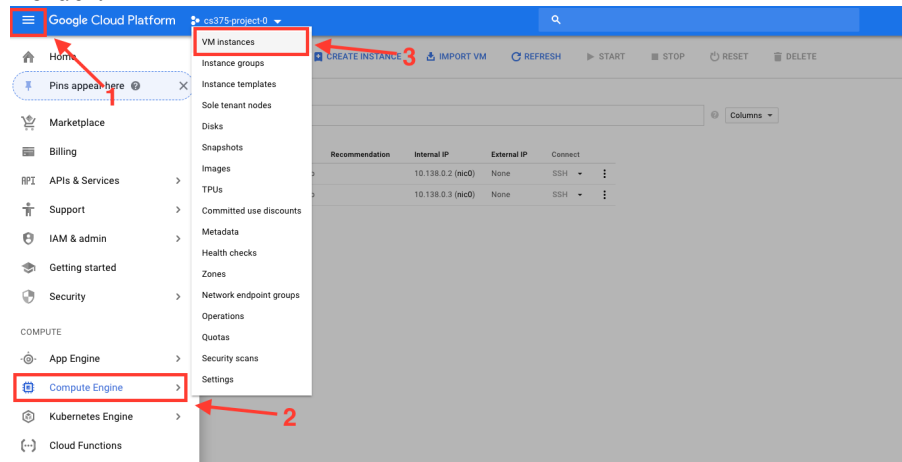 Google Cloud Platform
cs375-project-0
VM instances
3
CREATE INSTANCE
IMPORT VM
REFRESH
START
STOP
RESET
DELETE
Home
1
Pins appear here
Marketplace
Billing
APIs & Services
Support
IAM & admin
Getting started
Security
COMPUTE
App Engine
Compute Engine
2
Kubernetes Engine
Cloud Functions
Instance groups
Instance templates
Sole tenant nodes
Disks
Snapshots
Images
TPUs
Committed use discounts
Metadata
Health checks
Zones
Network endpoint groups
Operations
Quotas
Security scans
Settings
Columns
Recommendation Internal IP External IP Connect
10.138.0.2 (nic0) None SSH
10.138.0.3 (nic0) None SSH